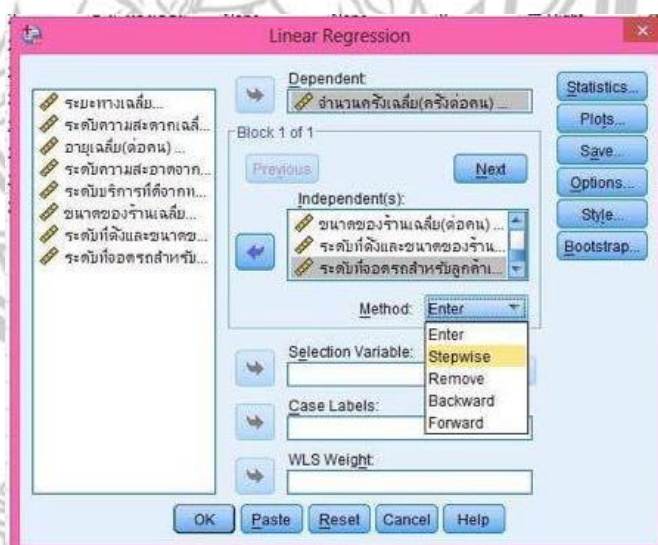 Linear Regression
ระยะทางเฉลี่ย...
ระดับความสะดากเฉลี่...
อายุเฉลี่ย(ต่อคน) ...
ระดับความสะอาดจาก...
ระดับบริการที่ดีจากท...
ขนาดของร้านเฉลี่ย...
ระดับที่ตั้งและขนาดข...
ระดับที่จอดรถสำหรับ...
Dependent:
จำนวนครั้งเฉลี่ย(ครั้งต่อคน) ...
Block 1 of 1
Previous
Next
Independent(s):
ขนาดของร้านเฉลี่ย(ต่อคน) ...
ระดับที่ตั้งและขนาดของร้าน...
ระดับที่จอดรถสำหรับลูกค้าเ...
Method: Enter
Enter
Stepwise
Remove
Backward
Forward
Selection Variable:
Case Labels:
WLS Weight:
Statistics...
Plots...
Save...
Options...
Style...
Bootstrap...
OK
Paste
Reset
Cancel
Help